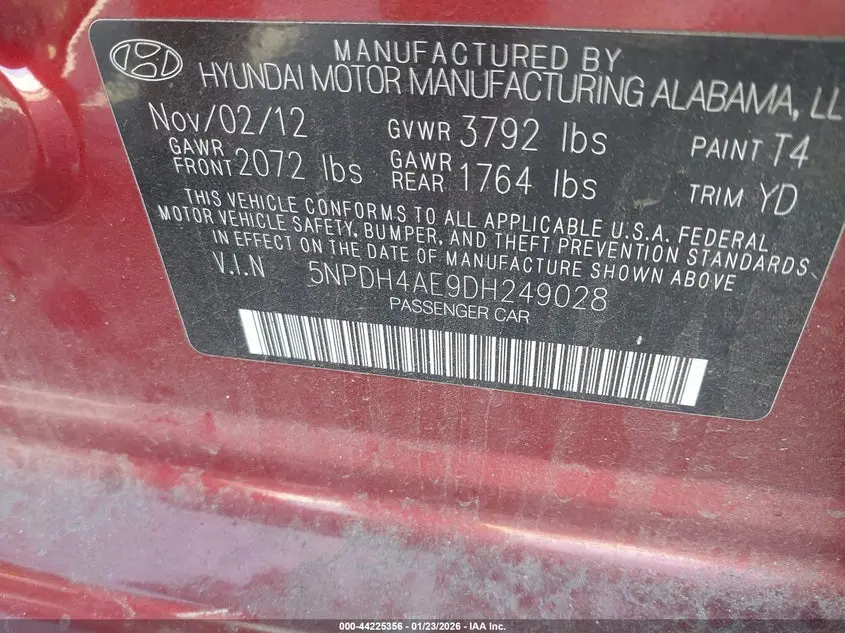 MANUFACTURED BY
HYUNDAI MOTOR MANUFACTURING ALABAMA, LL
Nov/02/12 GVWR 3792 lbs PAINT T4
GAWR FRONT 2072 lbs GAWR REAR 1764 lbs TRIM YD
THIS VEHICLE CONFORMS TO ALL APPLICABLE U.S.A. FEDERAL
MOTOR VEHICLE SAFETY, BUMPER, AND THEFT PREVENTION STANDARDS
IN EFFECT ON THE DATE OF MANUFACTURE SHOWN ABOVE
V.I.N 5NPDH4AE9DH249028
PASSENGER CAR
000-44225356 - 01/23/2026 - IAA Inc.